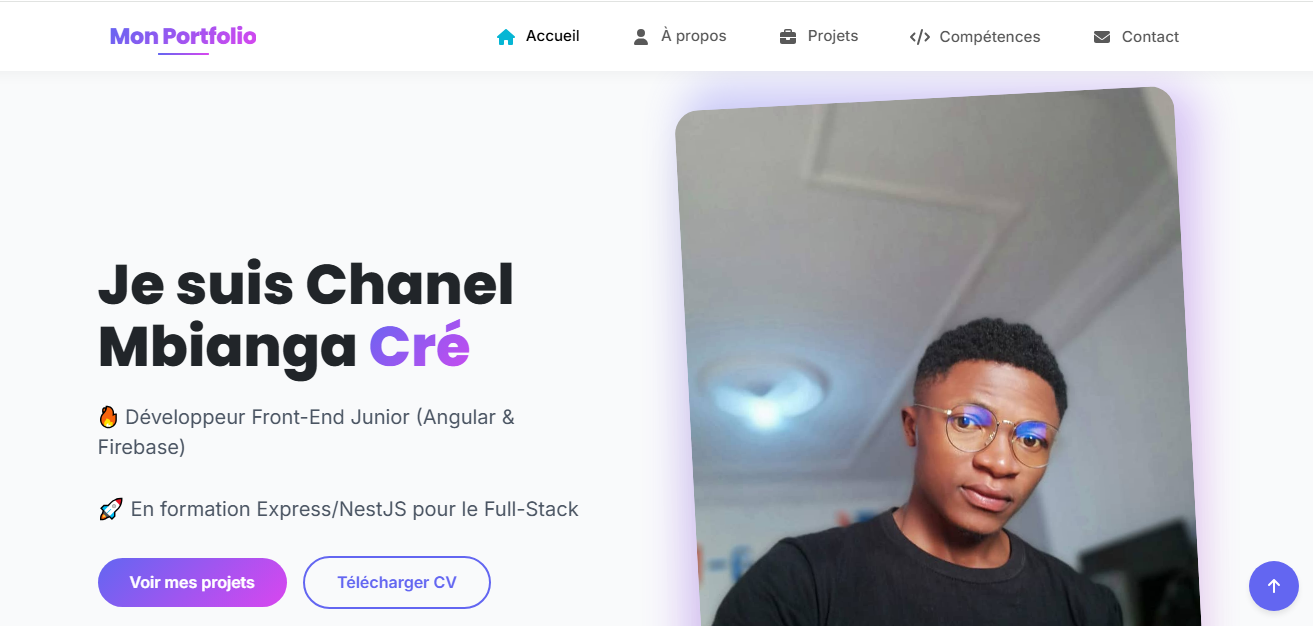 Mon Portfolio
Accueil
À propos
Projets
Compétences
Contact
Je suis Chanel
Mbianga Cré
🔥 Développeur Front-End Junior (Angular &
Firebase)
🚀 En formation Express/NestJS pour le Full-Stack
Voir mes projets
Télécharger CV